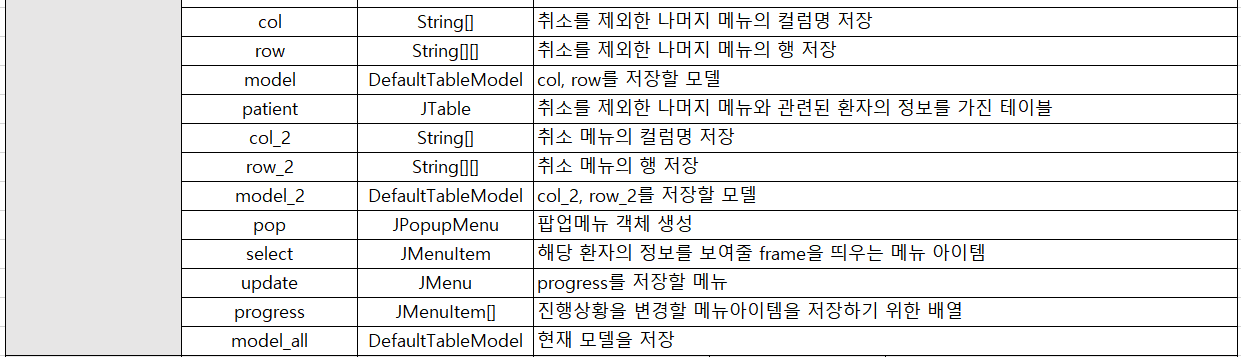 col String[] 취소를 제외한 나머지 메뉴의 컬럼명 저장
row String[][] 취소를 제외한 나머지 메뉴의 행 저장
model DefaultTableModel col, row를 저장할 모델
patient JTable 취소를 제외한 나머지 메뉴와 관련된 환자의 정보를 가진 테이블
col_2 String[] 취소 메뉴의 컬럼명 저장
row_2 String[][] 취소 메뉴의 행 저장
model_2 DefaultTableModel col_2, row_2를 저장할 모델
pop JPopupMenu 팝업메뉴 객체 생성
select JMenuItem 해당 환자의 정보를 보여줄 frame을 띄우는 메뉴 아이템
update JMenu progress를 저장할 메뉴
progress JMenuItem[] 진행상황을 변경할 메뉴아이템을 저장하기 위한 배열
model_all DefaultTableModel 현재 모델을 저장